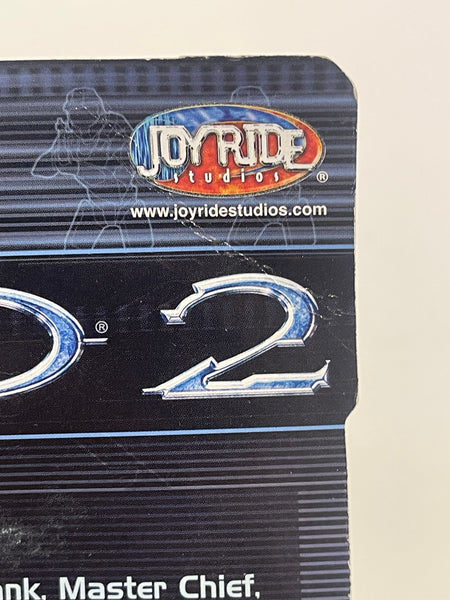 JOYRIDE
studios ®
www.joyridestudios.com
® 2
Master Chief,